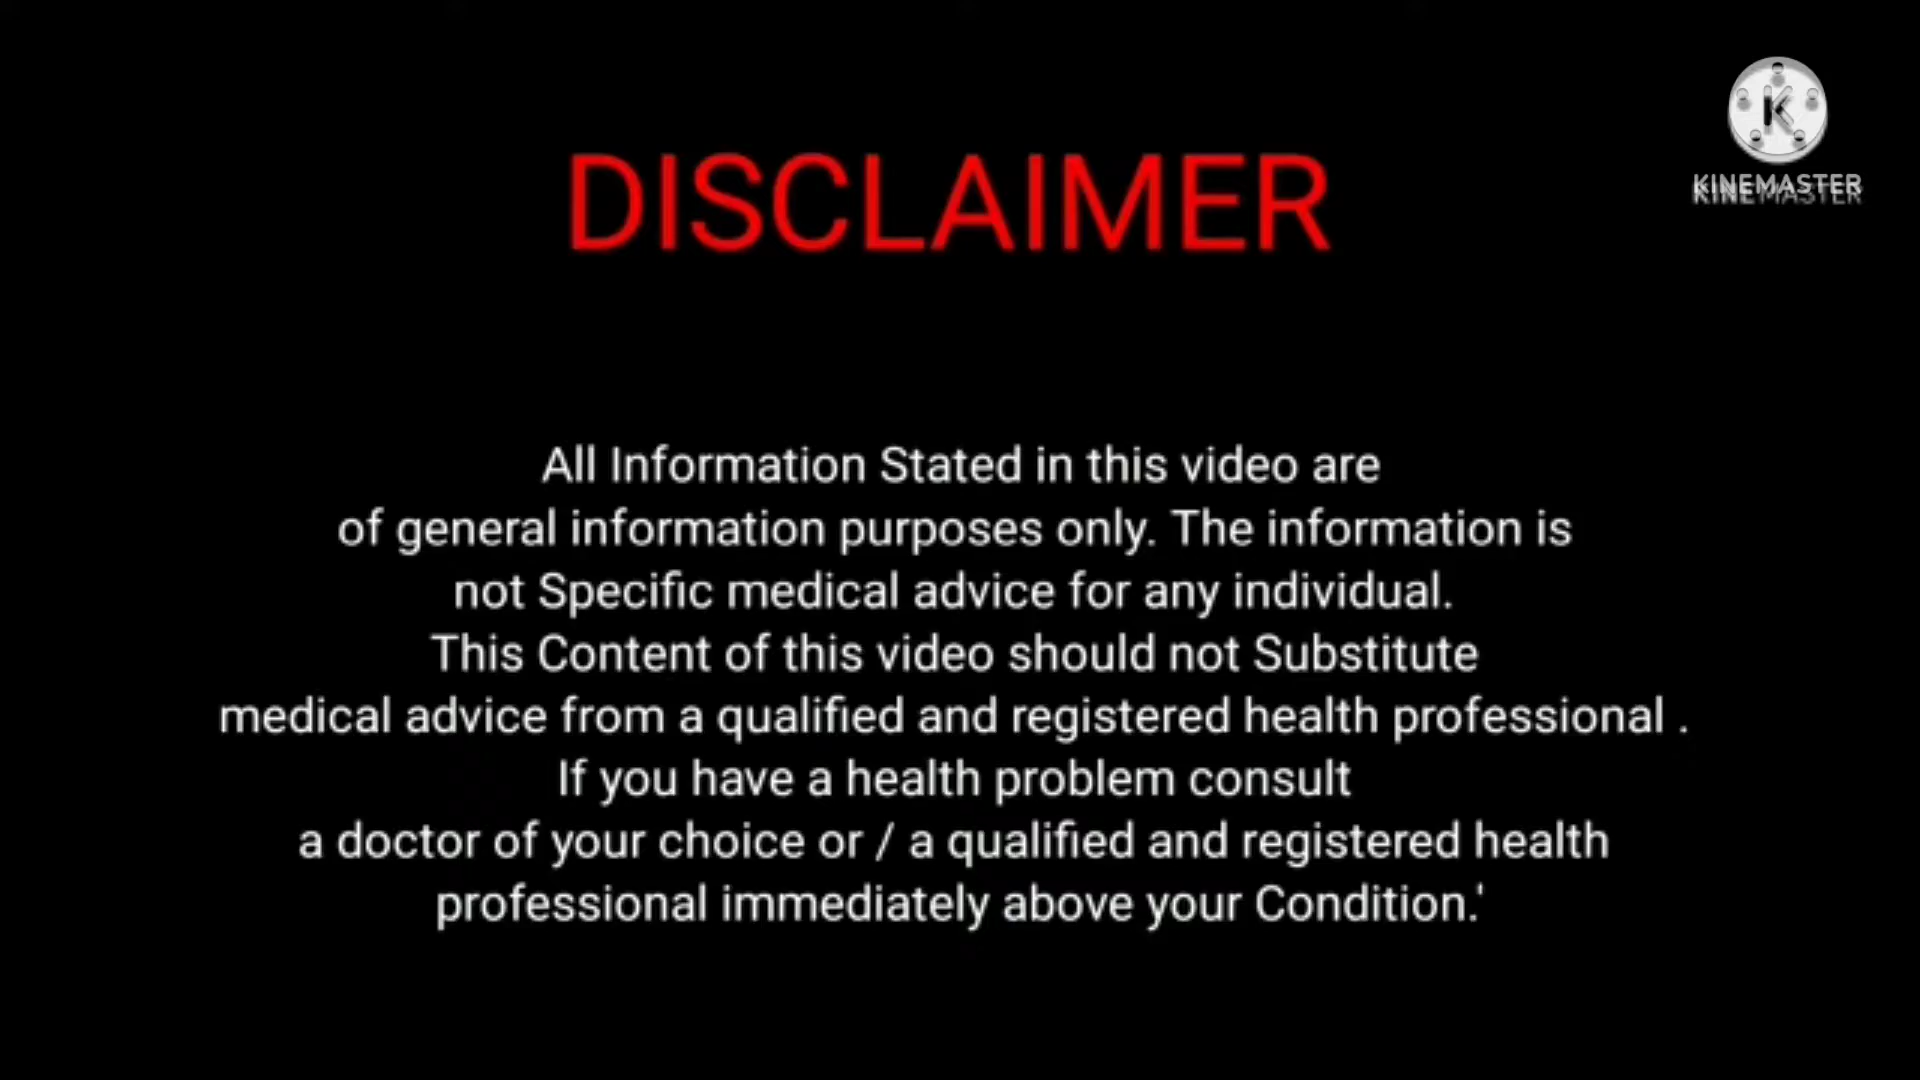 KINEMASTER
DISCLAIMER
All Information Stated in this video are
of general information purposes only. The information is
not Specific medical advice for any individual.
This Content of this video should not Substitute
medical advice from a qualified and registered health professional .
If you have a health problem consult
a doctor of your choice or / a qualified and registered health
professional immediately above your Condition.'